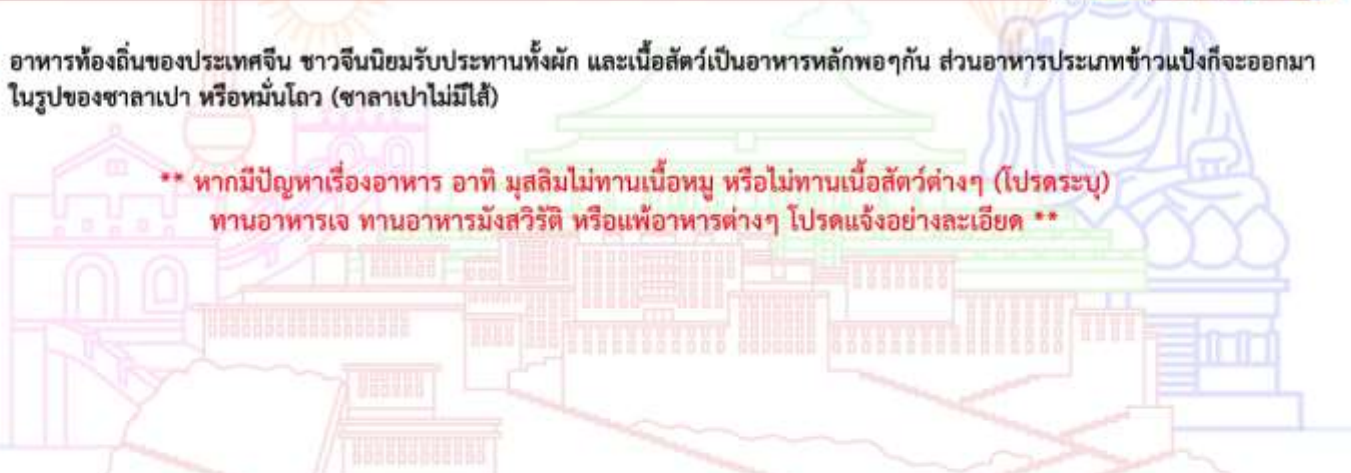 อาหารท้องถิ่นของประเทศจีน ชาวจีนนิยมรับประทานทั้งผัก และเนื้อสัตว์เป็นอาหารหลักพอๆกัน ส่วนอาหารประเภทข้าวแป้งก็จะออกมา
ในรูปของซาลาเปา หรือหมั่นโถว (ซาลาเปาไม่มีไส้)
** หากมีปัญหาเรื่องอาหาร อาทิ มุสลิมไม่ทานเนื้อหมู หรือไม่ทานเนื้อสัตว์ต่างๆ (โปรดระบุ)
ทานอาหารเจ ทานอาหารมังสวิรัติ หรือแพ้อาหารต่างๆ โปรดแจ้งอย่างละเอียด **